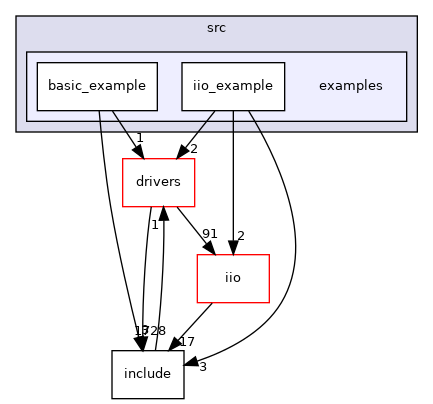 src
basic_example
iio_example
examples
1
2
drivers
1
91
2
iio
17
include
3